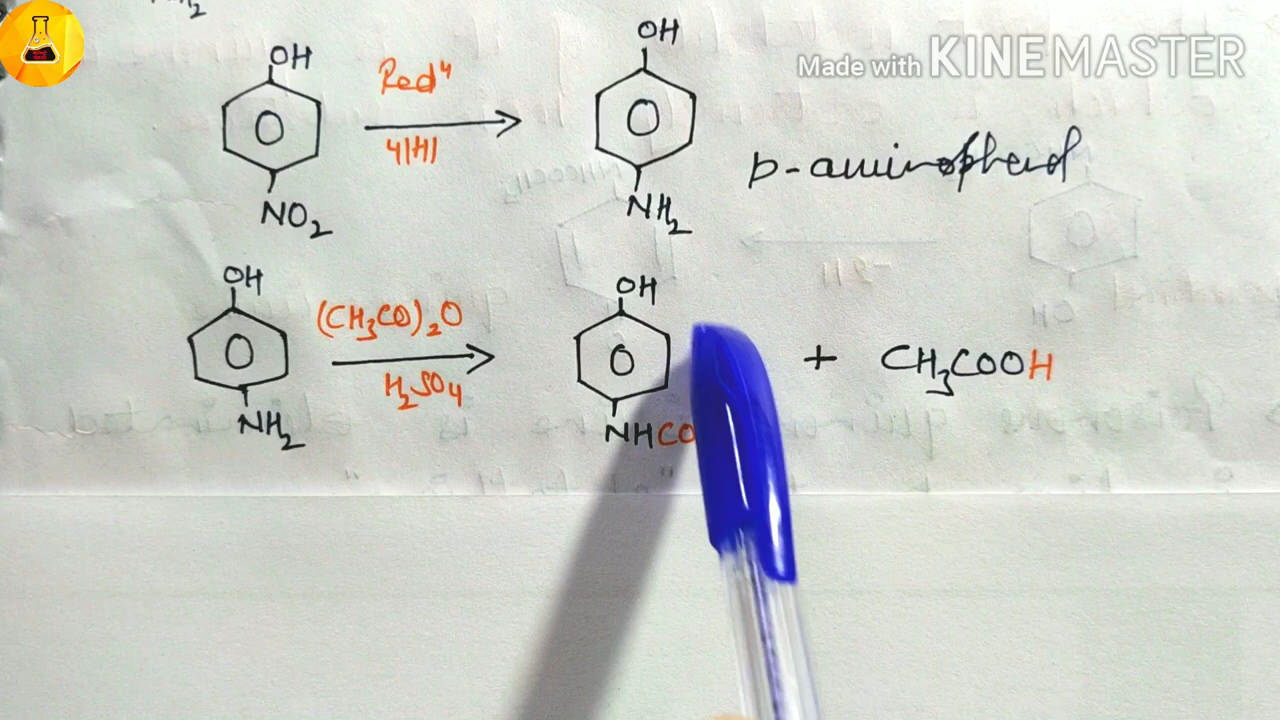 Made with KINEMASTER
OH
OH
Redⁿ
4|H|
p-aminophenol
NO₂
NH₂
OH
OH
(CH₃CO)₂O
H₂SO₄
+ CH₃COOH
NH₂
NHCO